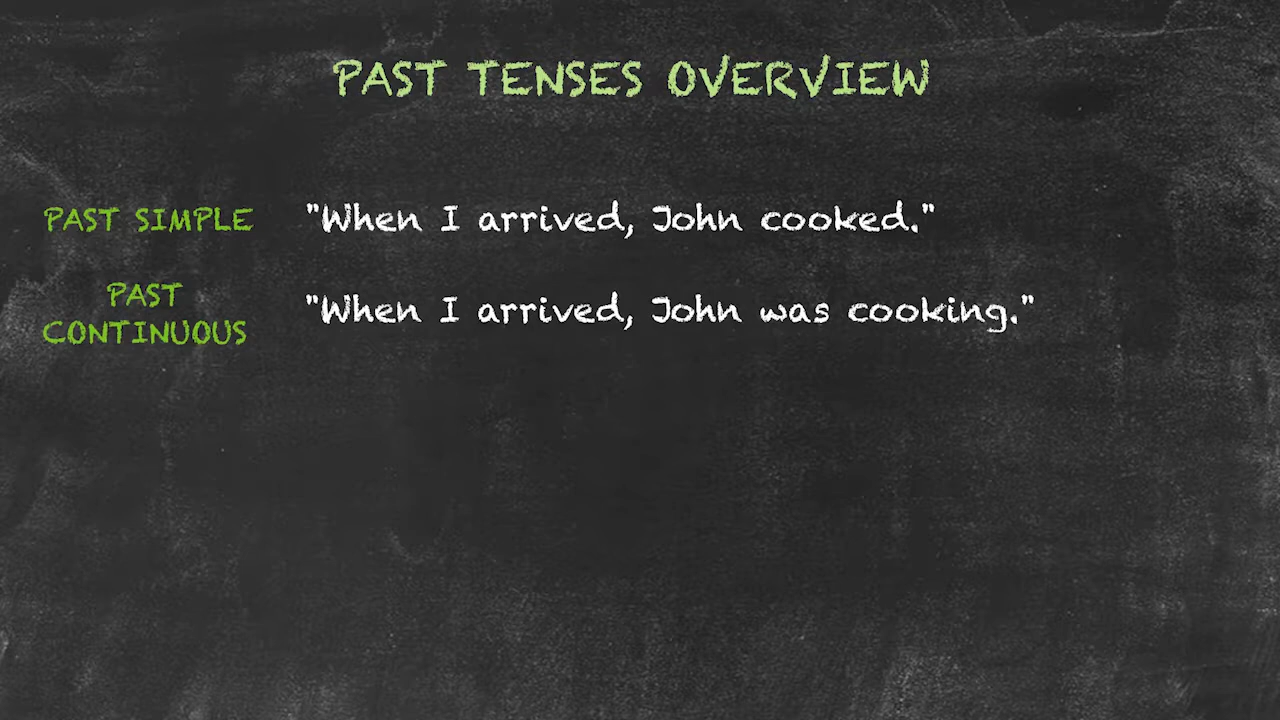 PAST TENSES OVERVIEW
PAST SIMPLE "When I arrived, John cooked."
PAST
CONTINUOUS
"When I arrived, John was cooking."